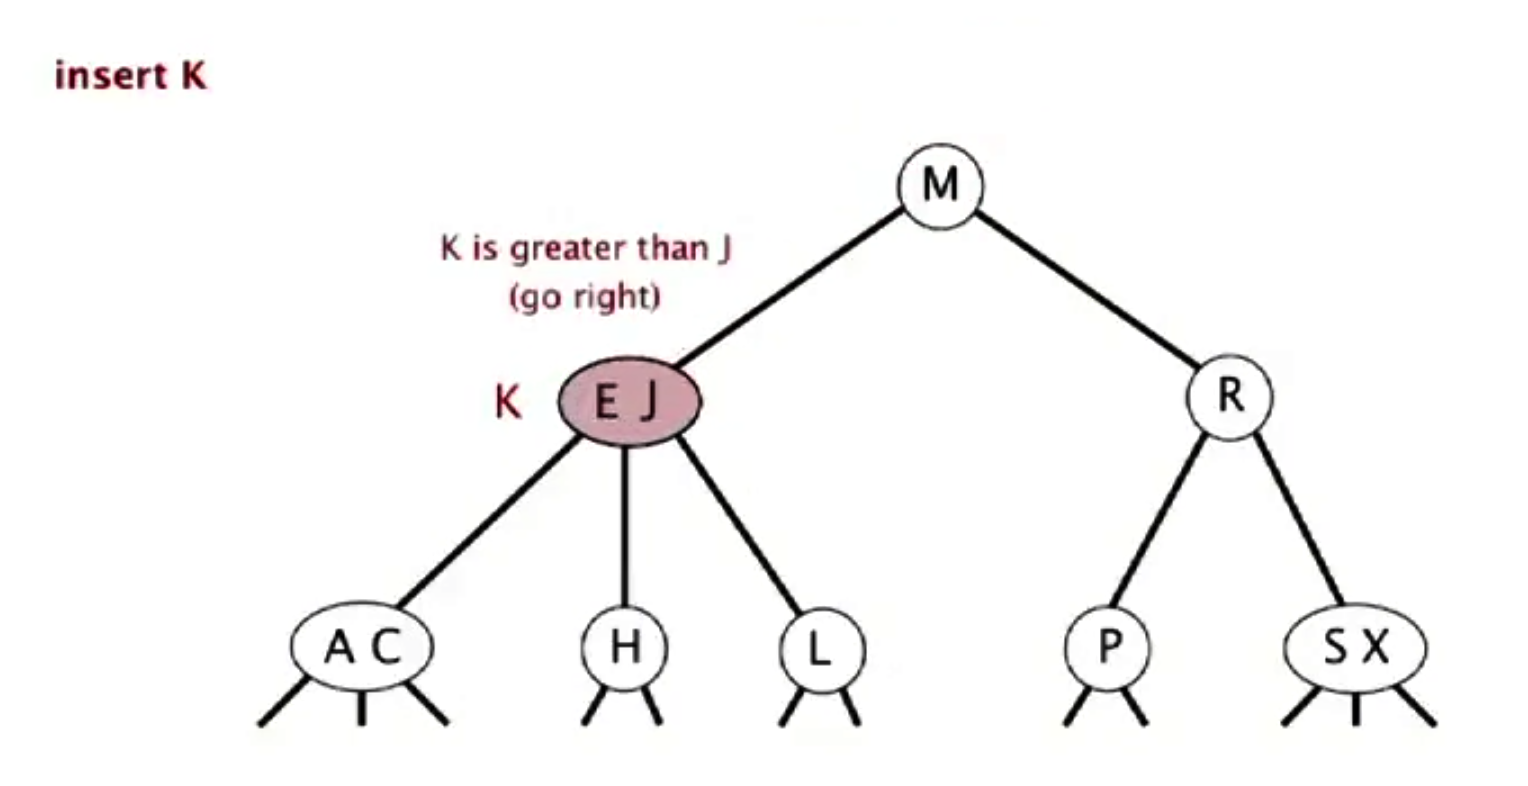 insert K
M
K is greater than J
(go right)
K
E J
R
A C
H
L
P
S X